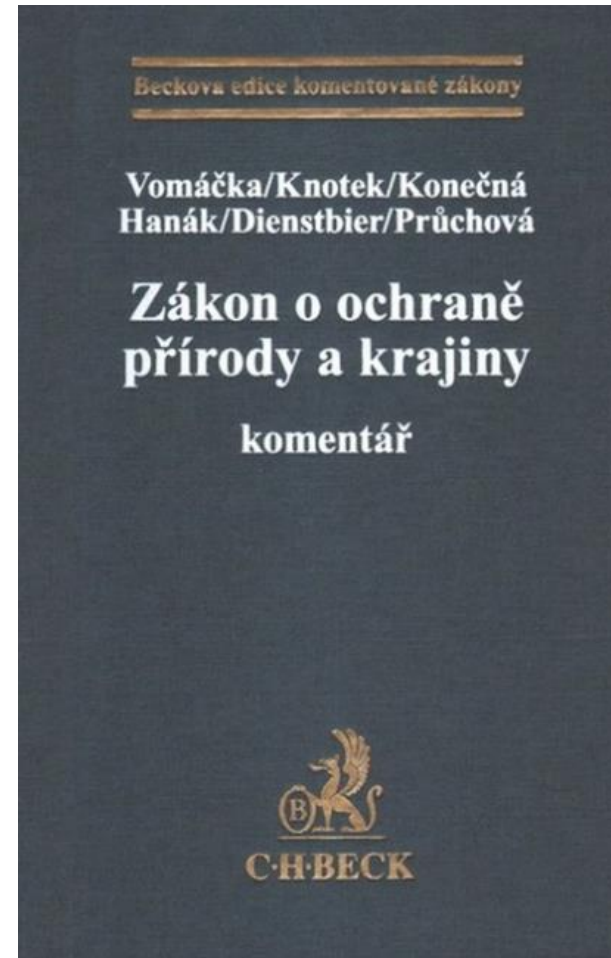 Beckova edice komentované zákony
Vomáčka/Knotek/Konečná
Hanák/Dienstbier/Průchová
Zákon o ochraně
přírody a krajiny
komentář
B
C·H·BECK